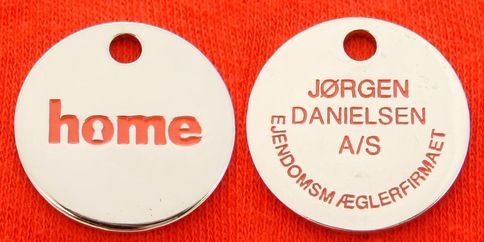 home
JØRGEN
DANIELSEN
A/S
EJENDOMSMÆGLERFIRMAET